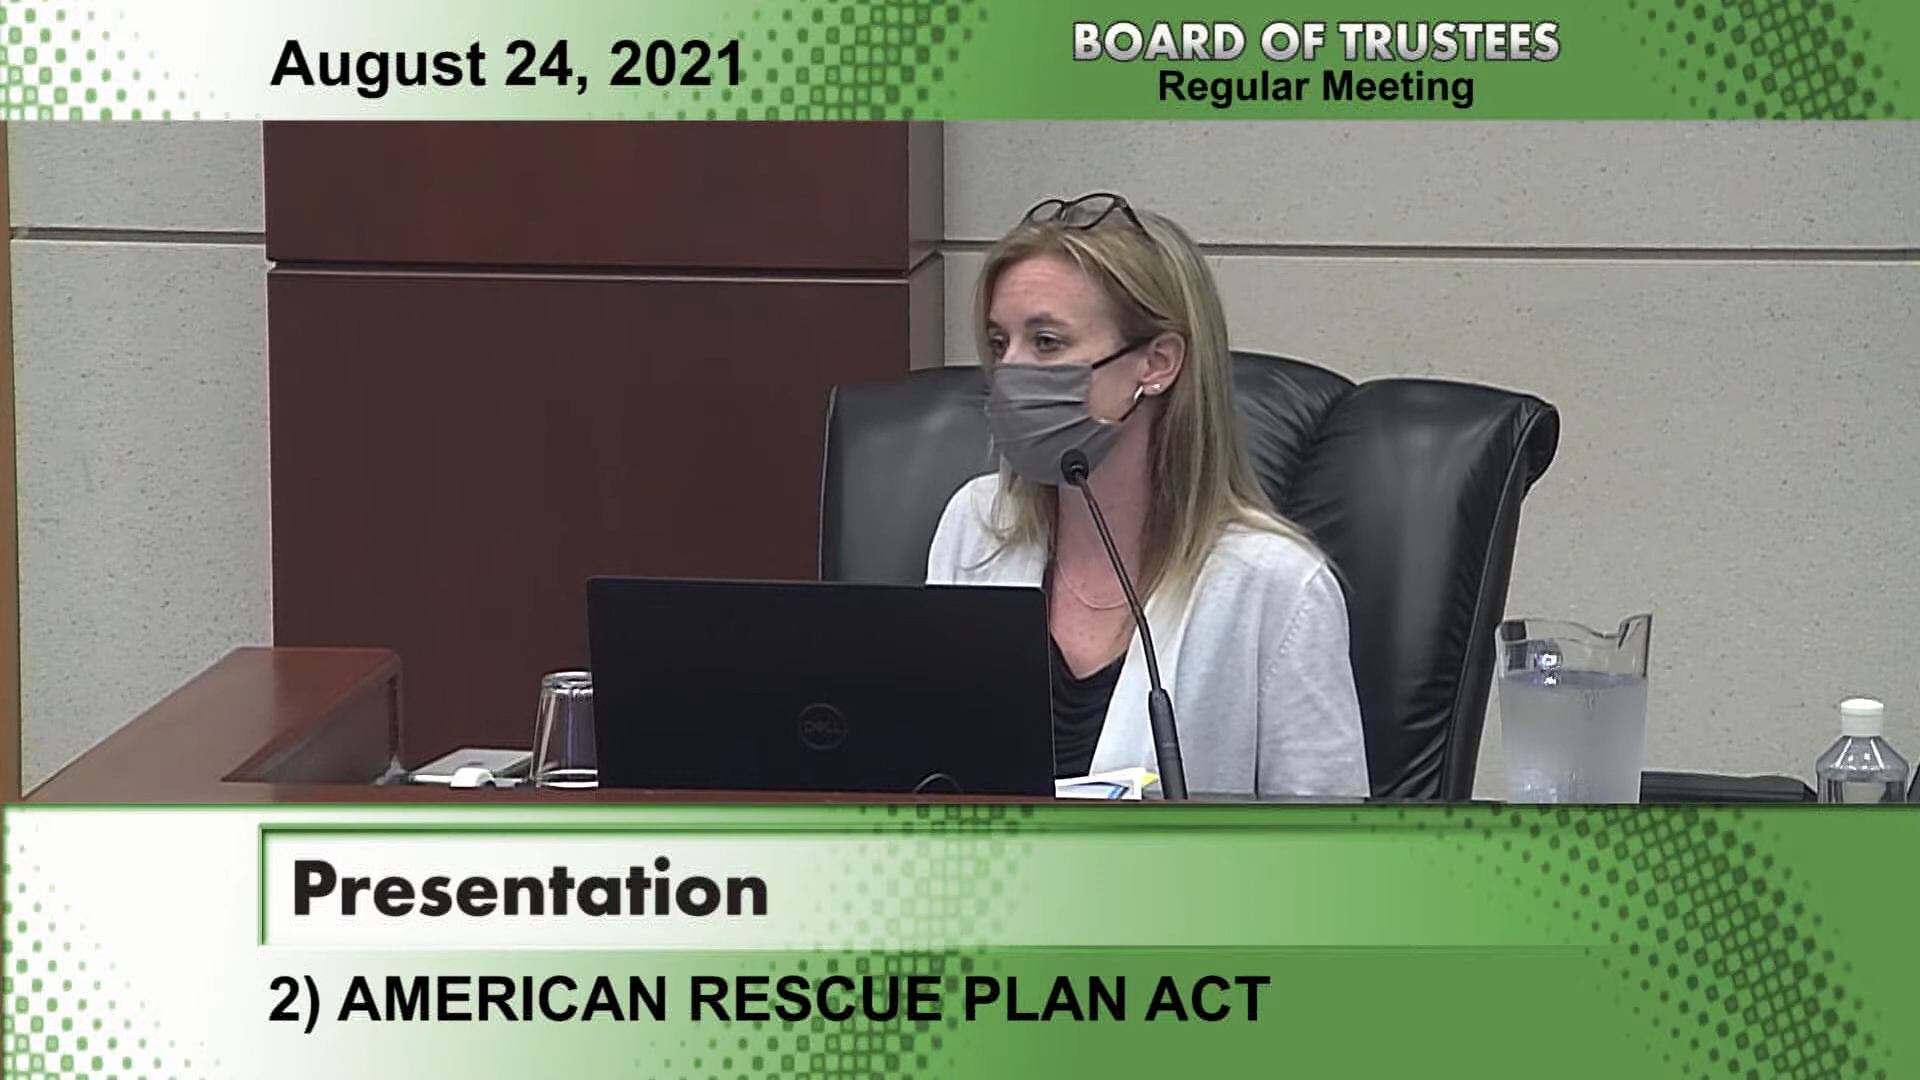 August 24, 2021
BOARD OF TRUSTEES
Regular Meeting
DELL
Presentation
2) AMERICAN RESCUE PLAN ACT